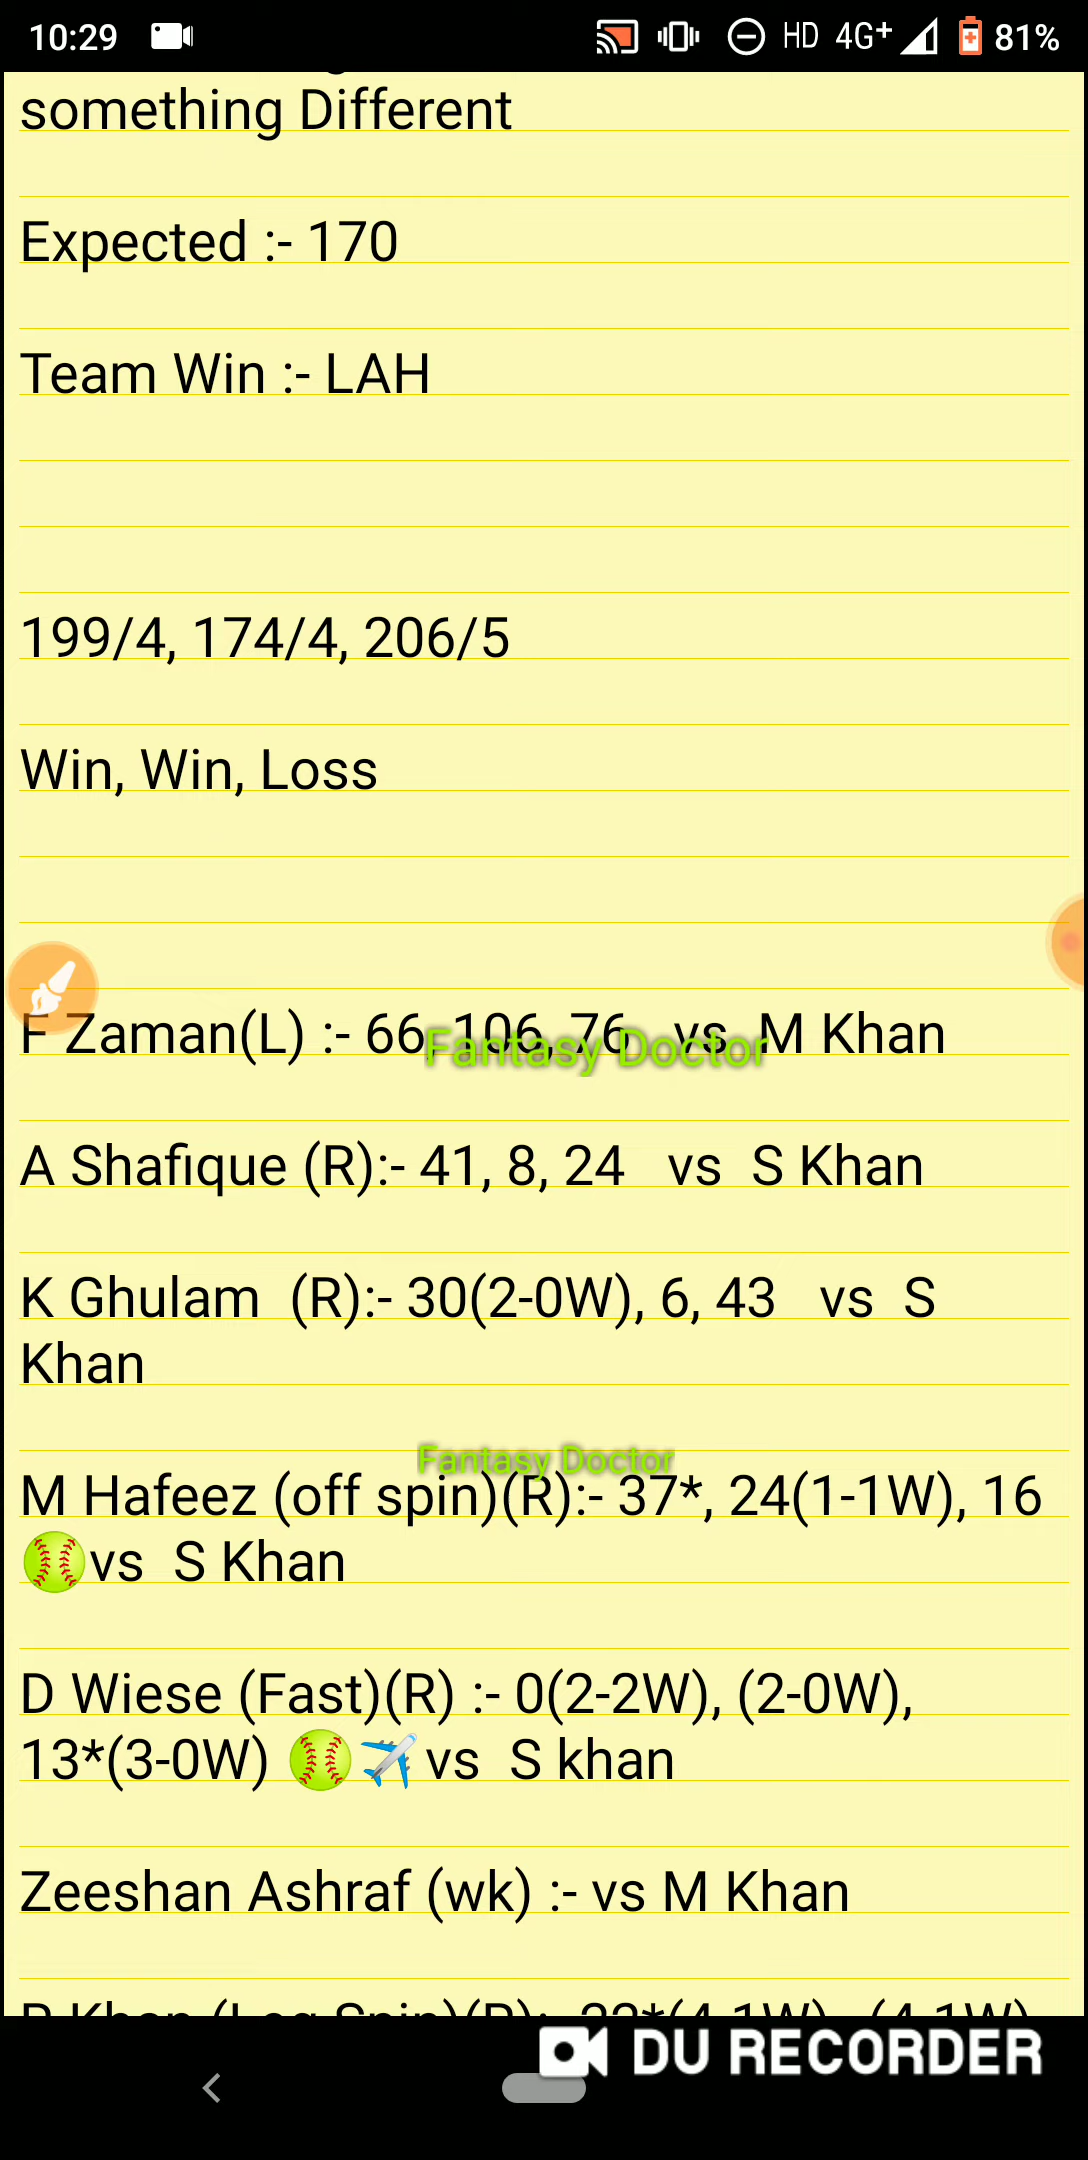 10:29 HD 4G+ 81%
something Different
Expected :- 170
Team Win :- LAH
199/4, 174/4, 206/5
Win, Win, Loss
F Zaman(L) :- 66, 106, 76 vs M Khan
Fantasy Doctor
A Shafique (R):- 41, 8, 24 vs S Khan
K Ghulam (R):- 30(2-0W), 6, 43 vs S
Khan
Fantasy Doctor
M Hafeez (off spin)(R):- 37*, 24(1-1W), 16
vs S Khan
D Wiese (Fast)(R) :- 0(2-2W), (2-0W),
13*(3-0W) vs S khan
Zeeshan Ashraf (wk) :- vs M Khan
DU RECORDER